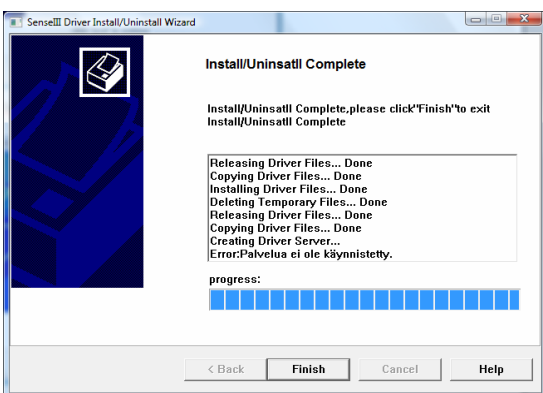 SenseIII Driver Install/Uninstall Wizard
Install/Uninsatll Complete
Install/Uninsatll Complete,please click"Finish"to exit
Install/Uninsatll Complete
Releasing Driver Files... Done
Copying Driver Files... Done
Installing Driver Files... Done
Deleting Temporary Files... Done
Releasing Driver Files... Done
Copying Driver Files... Done
Creating Driver Server...
Error:Palvelua ei ole käynnistetty.
progress:
< Back Finish Cancel Help